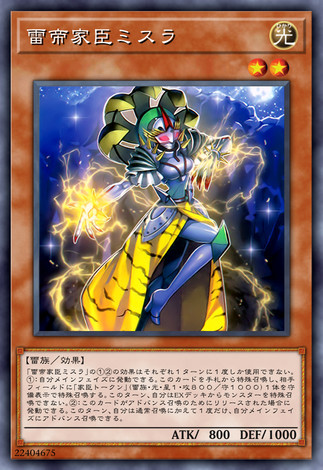 雷帝家臣ミスラ
光
【雷族／効果】
「雷帝家臣ミスラ」の①②の効果はそれぞれ１ターンに１度しか使用できない。
①：自分メインフェイズに発動できる。このカードを手札から特殊召喚し、相手
フィールドに「家臣トークン」（雷族・光・星１・攻８００／守１０００）１体を守
備表示で特殊召喚する。このターン、自分はEXデッキからモンスターを特殊召喚
できない。②：このカードがアドバンス召喚のためにリリースされた場合に
発動できる。このターン、自分は通常召喚に加えて１度だけ、自分メインフェイ
ズにアドバンス召喚できる。
ATK/ 800 DEF/1000
22404675